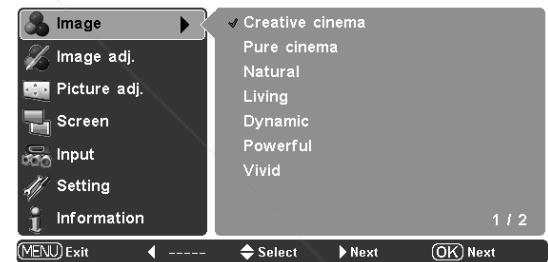 Image
Image adj.
Picture adj.
Screen
Input
Setting
Information
Creative cinema
Pure cinema
Natural
Living
Dynamic
Powerful
Vivid
1 / 2
MENU Exit ----- Select Next OK Next